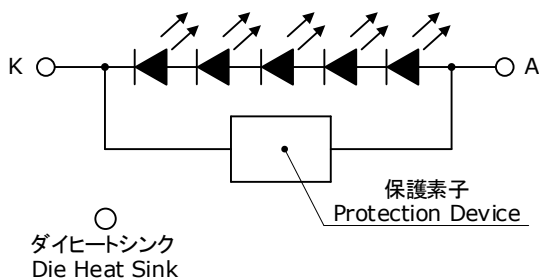 K
A
保護素子
Protection Device
ダイヒートシンク
Die Heat Sink